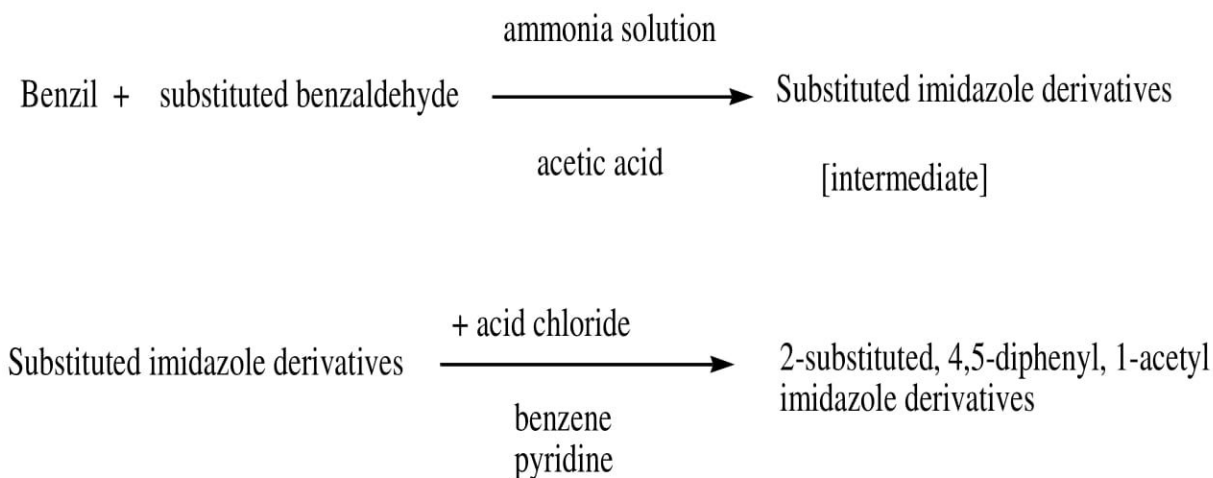 ammonia solution
Benzil + substituted benzaldehyde
Substituted imidazole derivatives
acetic acid
[intermediate]
+ acid chloride
Substituted imidazole derivatives
2-substituted, 4,5-diphenyl, 1-acetyl
imidazole derivatives
benzene
pyridine